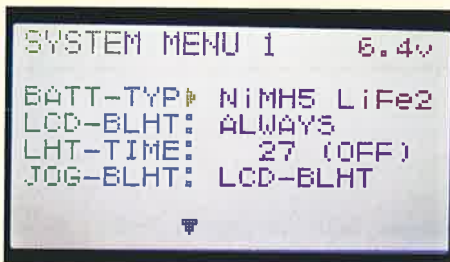 SYSTEM MENU 1 6.4v
BATT-TYP▸ NiMH5 LiFe2
LCD-BLHT: ALWAYS
LHT-TIME: 27 (OFF)
JOG-BLHT: LCD-BLHT